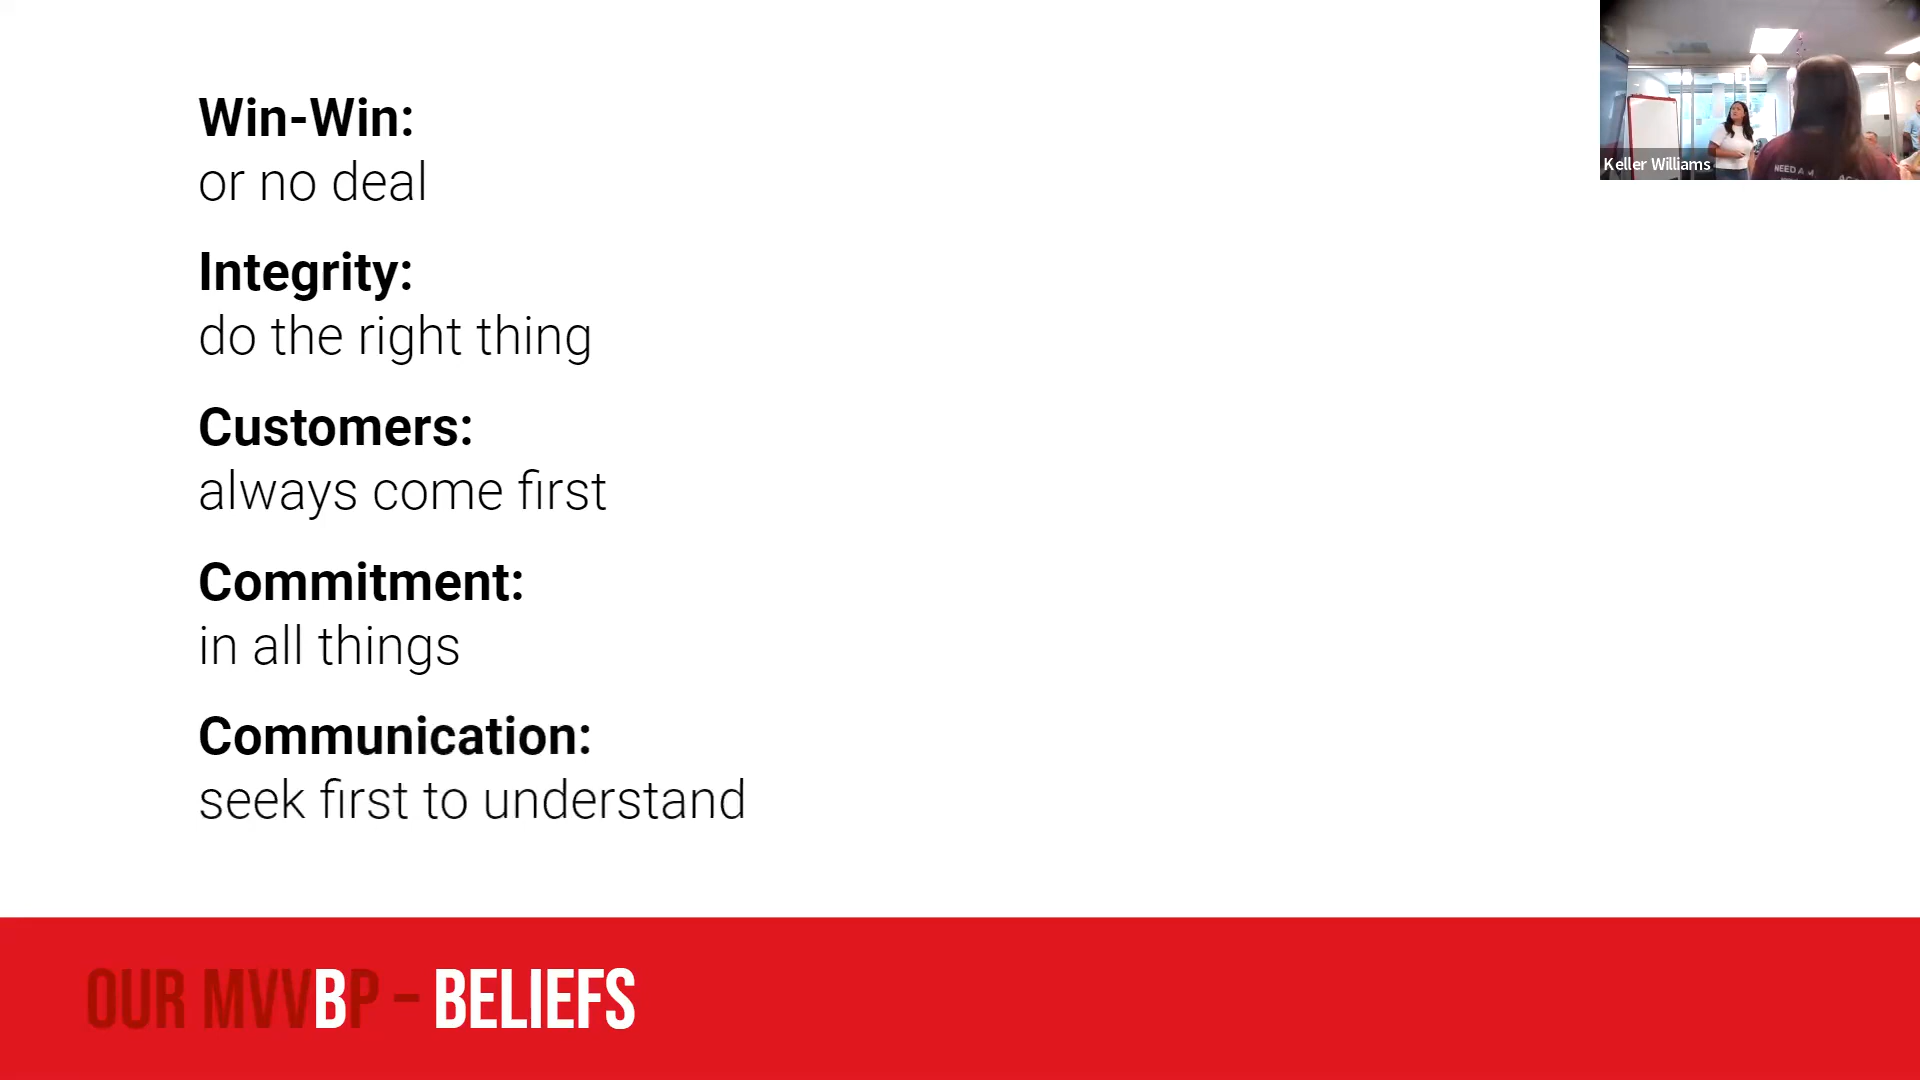 Win-Win:
or no deal
Integrity:
do the right thing
Customers:
always come first
Commitment:
in all things
Communication:
seek first to understand
OUR MVVBP - BELIEFS
Keller Williams
NEED A